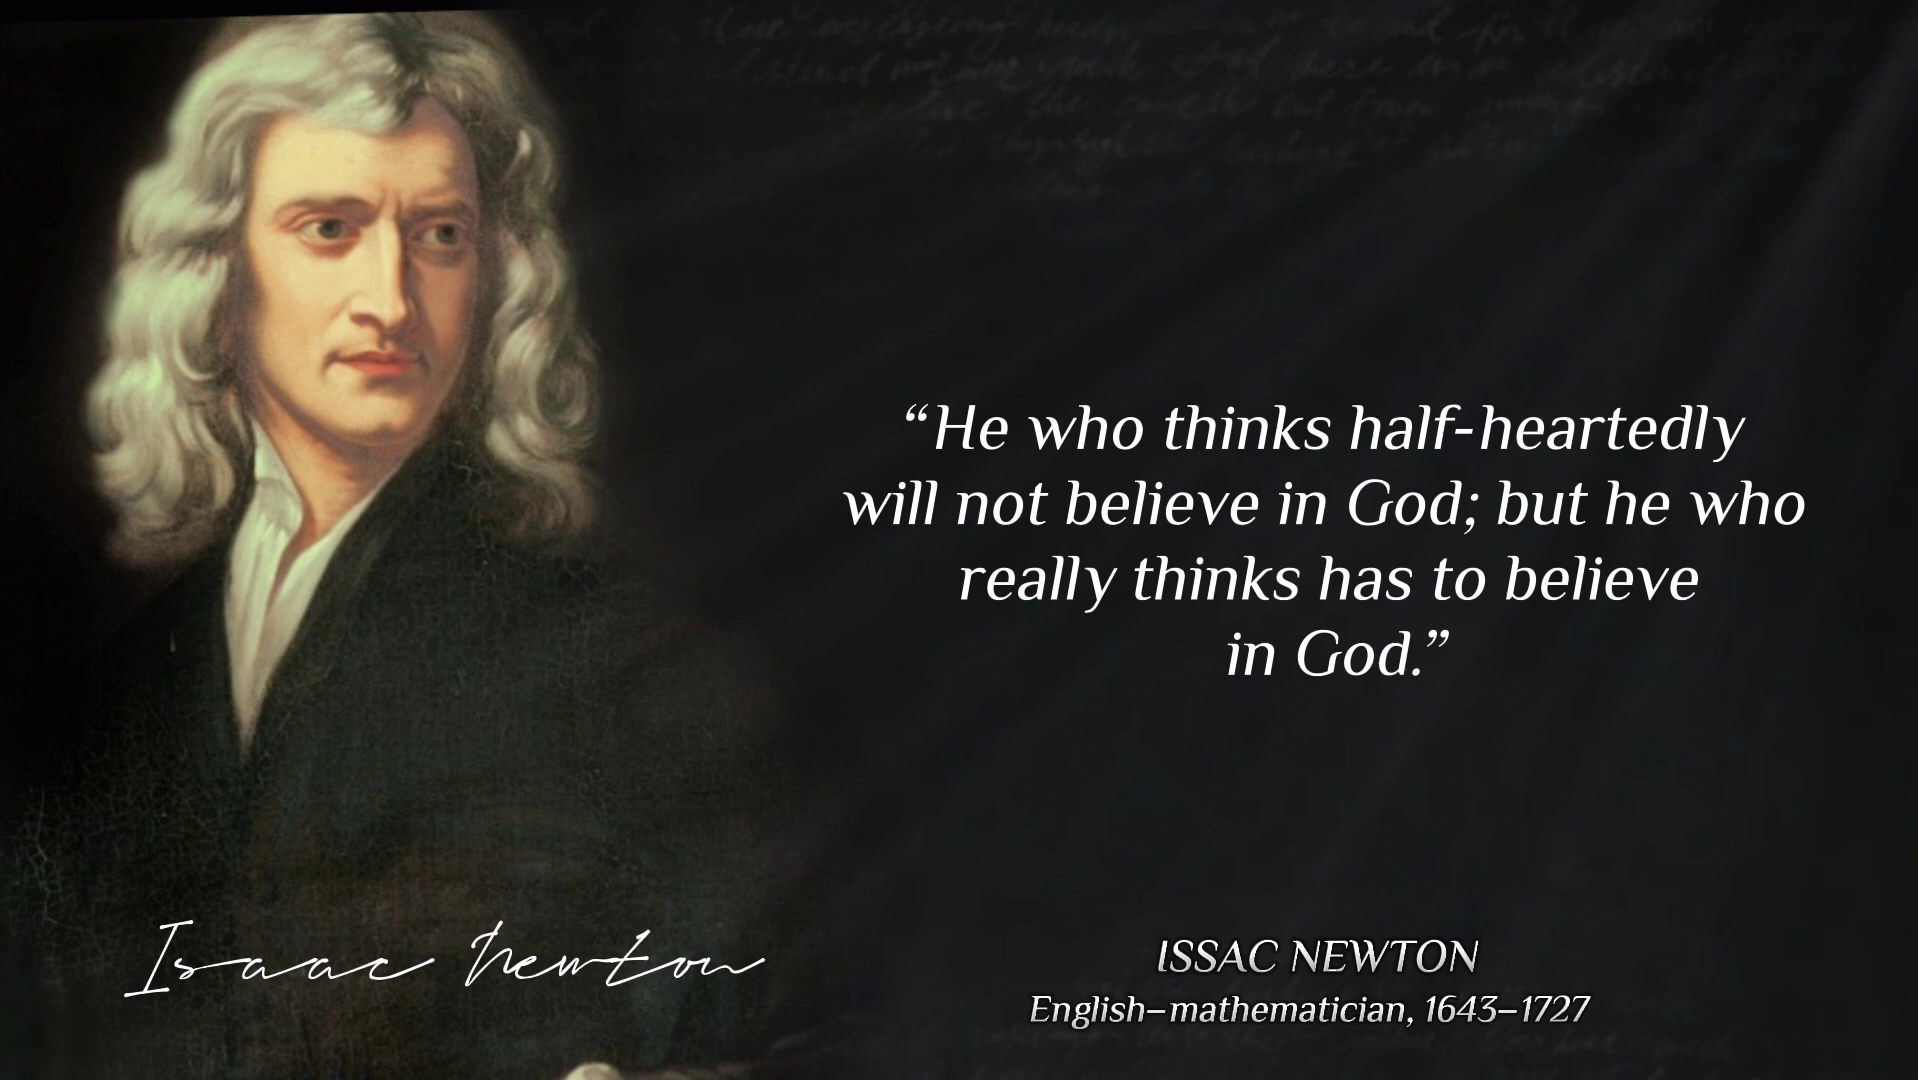 “He who thinks half-heartedly
will not believe in God; but he who
really thinks has to believe
in God.”
Isaac Newton
ISSAC NEWTON
English–mathematician, 1643–1727